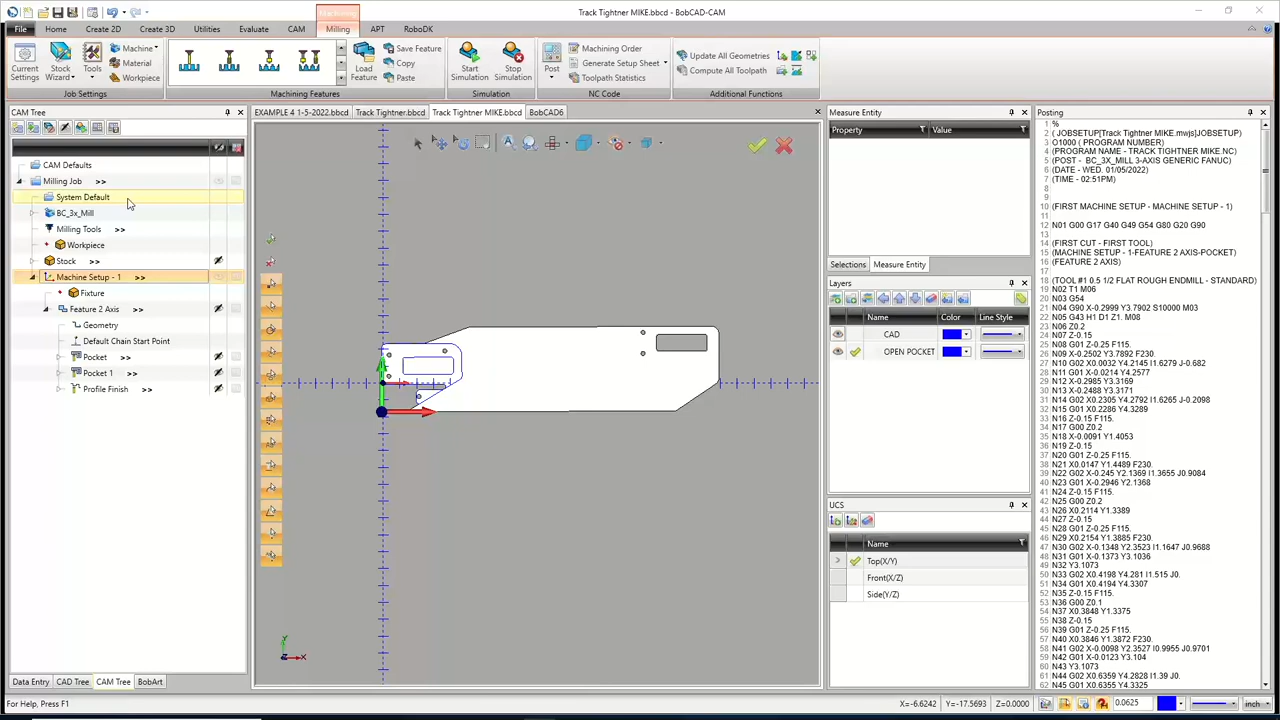 Track Tightner MIKE.bbcd - BobCAD-CAM
Machining
File Home Create 2D Create 3D Utilities Evaluate CAM Milling APT RoboDK
Current Settings
Stock Wizard
Tools
Machine
Material
Workpiece
Job Settings
Load Feature
Save Feature
Copy
Paste
Machining Features
Start Simulation
Stop Simulation
Simulation
Post
Machining Order
Generate Setup Sheet
Toolpath Statistics
NC Code
Update All Geometries
Compute All Toolpath
Additional Functions
CAM Tree
CAM Defaults
Milling Job >>
System Default
BC_3x_Mill
Milling Tools >>
Workpiece
Stock >>
Machine Setup - 1 >>
Fixture
Feature 2 Axis >>
Geometry
Default Chain Start Point
Pocket >>
Pocket 1 >>
Profile Finish >>
Data Entry CAD Tree CAM Tree BobArt
EXAMPLE 4 1-5-2022.bbcd Track Tightner.bbcd Track Tightner MIKE.bbcd BobCAD6
Y
X
Measure Entity
Property Value
Selections Measure Entity
Layers
Name Color Line Style
CAD
OPEN POCKET
UCS
Name
Top(X/Y)
Front(X/Z)
Side(Y/Z)
Posting
1 %
2 ( JOBSETUP[Track Tightner MIKE.mwjs]JOBSETUP)
3 O1000 ( PROGRAM NUMBER)
4 (PROGRAM NAME - TRACK TIGHTNER MIKE.NC)
5 (POST - BC_3X_MILL 3-AXIS GENERIC FANUC)
6 (DATE - WED. 01/05/2022)
7 (TIME - 02:51PM)
8
9
10 (FIRST MACHINE SETUP - MACHINE SETUP - 1)
11
12 N01 G00 G17 G40 G49 G54 G80 G20 G90
13
14 (FIRST CUT - FIRST TOOL)
15 (MACHINE SETUP - 1-FEATURE 2 AXIS-POCKET)
16 (FEATURE 2 AXIS)
17
18 (TOOL #1 0.5 1/2 FLAT ROUGH ENDMILL - STANDARD)
19 N02 T1 M06
20 N03 G54
21 N04 G90 X-0.2999 Y3.7902 S10000 M03
22 N05 G43 H1 D1 Z1. M08
23 N06 Z0.2
24 N07 Z-0.15
25 N08 G01 Z-0.25 F115.
26 N09 X-0.2502 Y3.7892 F230.
27 N10 G02 X0.0032 Y4.2161 I1.6279 J-0.682
28 N11 G01 X-0.0214 Y4.2577
29 N12 X-0.2985 Y3.3169
30 N13 X-0.2488 Y3.3171
31 N14 G02 X0.2305 Y4.2792 I1.6265 J-0.2098
32 N15 G01 X0.2286 Y4.3289
33 N16 Z-0.15 F115.
34 N17 G00 Z0.2
35 N18 X-0.0091 Y1.4053
36 N19 Z-0.15
37 N20 G01 Z-0.25 F115.
38 N21 X0.0147 Y1.4489 F230.
39 N22 G02 X-0.245 Y2.1369 I1.3655 J0.9084
40 N23 G01 X-0.2946 Y2.1368
41 N24 Z-0.15 F115.
42 N25 G00 Z0.2
43 N26 X0.2114 Y1.3389
44 N27 Z-0.15
45 N28 G01 Z-0.25 F115.
46 N29 X0.2154 Y1.3885 F230.
47 N30 G02 X-0.1348 Y2.3523 I1.1647 J0.9688
48 N31 G01 X-0.1373 Y3.1036
49 N32 Y3.1073
50 N33 G02 X0.4198 Y4.281 I1.515 J0.
51 N34 G01 X0.4194 Y4.3307
52 N35 Z-0.15 F115.
53 N36 G00 Z0.1
54 N37 X0.3848 Y1.3375
55 N38 Z-0.15
56 N39 G01 Z-0.25 F115.
57 N40 X0.3846 Y1.3872 F230.
58 N41 G02 X-0.0098 Y2.3527 I0.9955 J0.9701
59 N42 G01 X-0.0123 Y3.104
60 N43 Y3.1073
61 N44 G02 X0.6359 Y4.2828 I1.39 J0.
62 N45 G01 X0.6355 Y4.3325
For Help, Press F1 X=-6.6242 Y=-17.5693 Z=0.0000 0.0625 inch